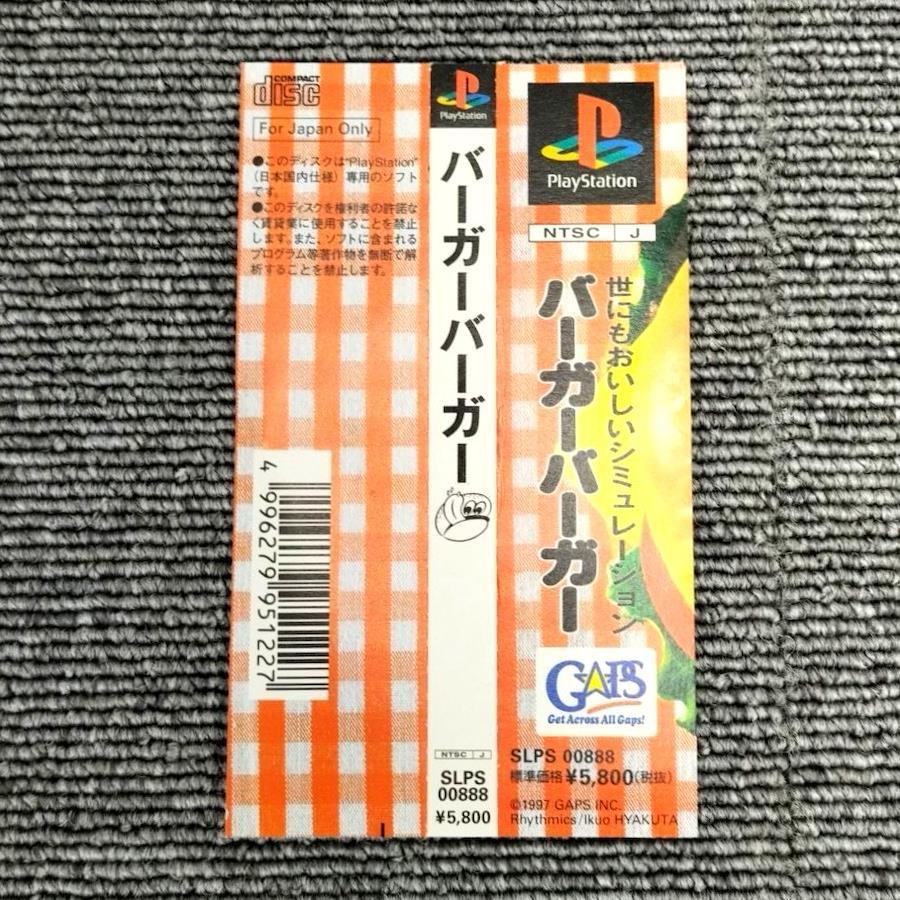 COMPACT
disc
For Japan Only
●このディスクは"PlayStation"
(日本国内仕様)専用のソフト
です。
●このディスクを権利者の許諾な
く賃貸業に使用することを禁止
します。また、ソフトに含まれる
プログラム等著作物を無断で解
析することを禁止します。
4 996279 951227
PlayStation
バーガーバーガー
NTSC J
SLPS
00888
¥5,800
PlayStation
NTSC J
世にもおいしいシミュレーション
バーガーバーガー
GAPS
Get Across All Gaps!
SLPS 00888
標準価格¥5,800(税抜)
©1997 GAPS INC.
Rhythmics/Ikuo HYAKUTA